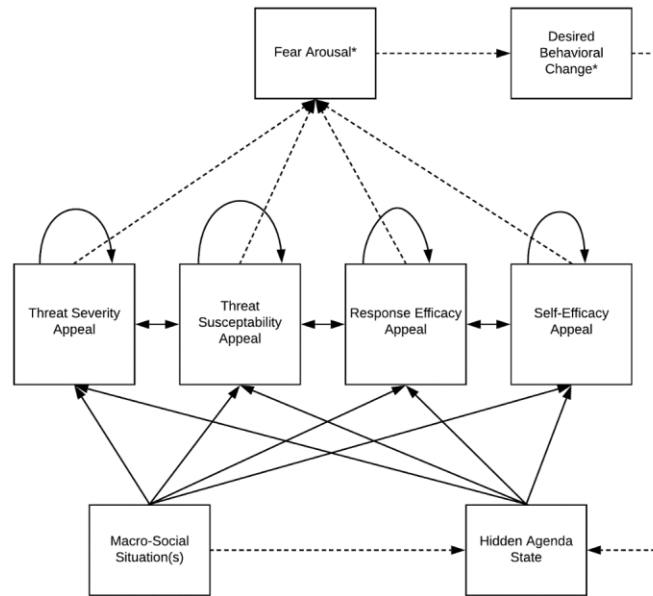 Fear Arousal*
Desired
Behavioral
Change*
Threat Severity
Appeal
Threat
Susceptability
Appeal
Response Efficacy
Appeal
Self-Efficacy
Appeal
Macro-Social
Situation(s)
Hidden Agenda
State